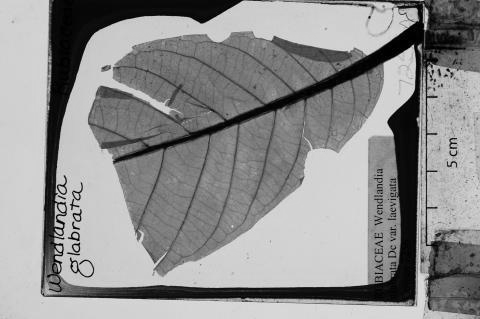 Wendlandia
glabrata
BIACEAE Wendlandia
ata Dc var. laevigata
5 cm